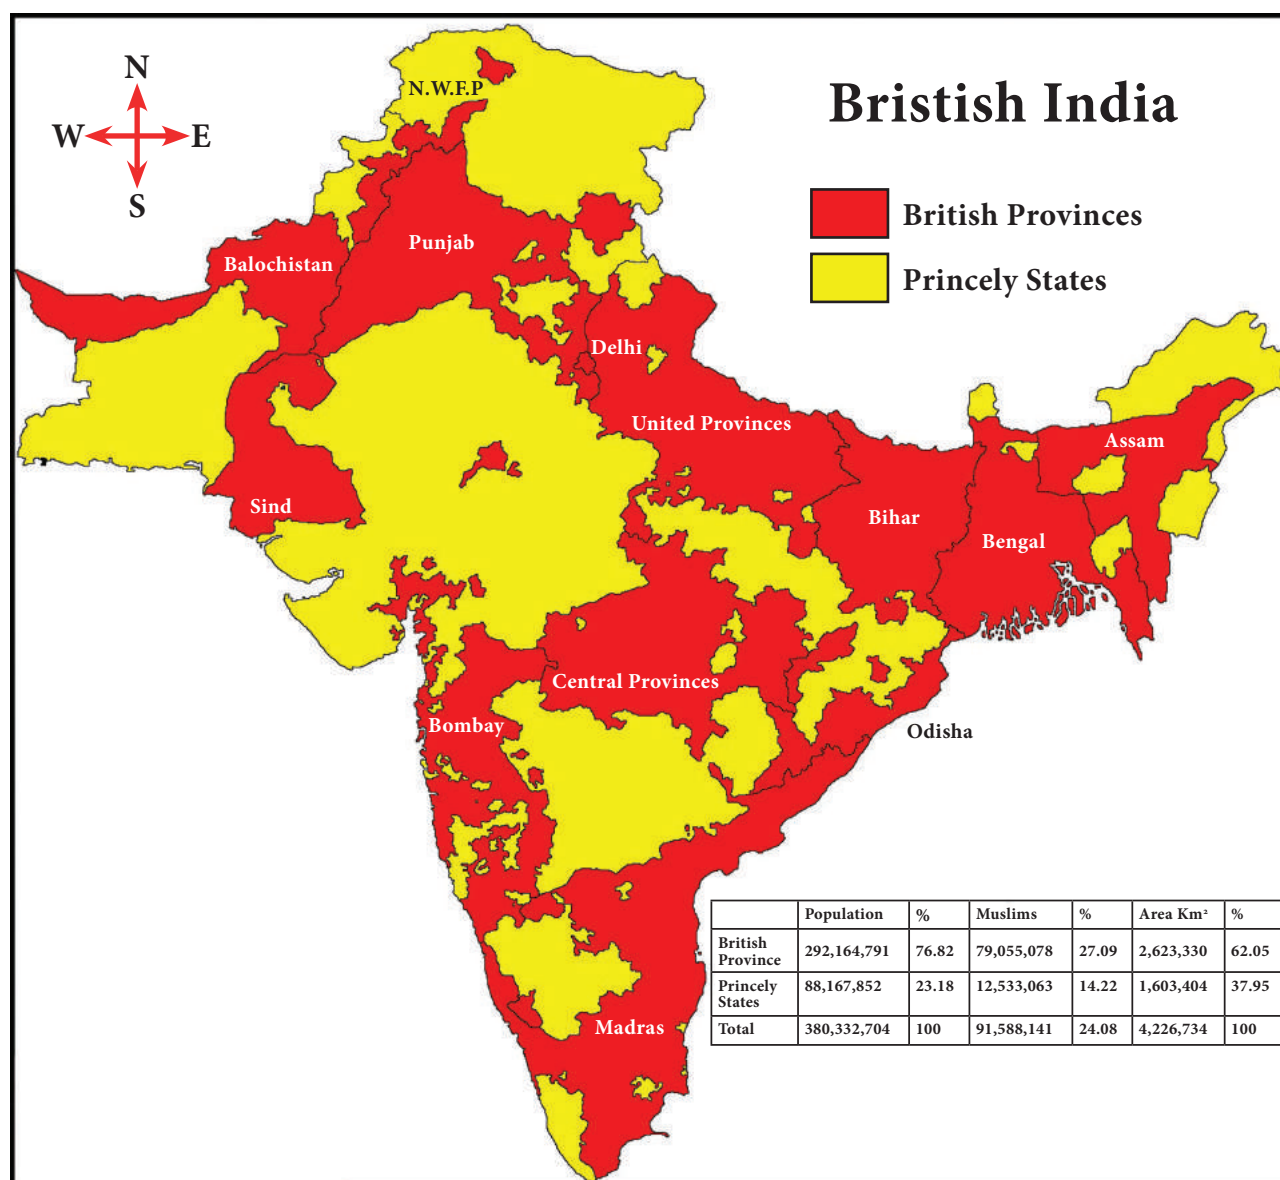 N
W E
S
Bristish India
British Provinces
Princely States
N.W.F.P
Punjab
Balochistan
Delhi
United Provinces
Assam
Sind
Bihar
Bengal
Central Provinces
Bombay
Odisha
Madras
Population % Muslims % Area Km² %
British
Province 292,164,791 76.82 79,055,078 27.09 2,623,330 62.05
Princely
States 88,167,852 23.18 12,533,063 14.22 1,603,404 37.95
Total 380,332,704 100 91,588,141 24.08 4,226,734 100